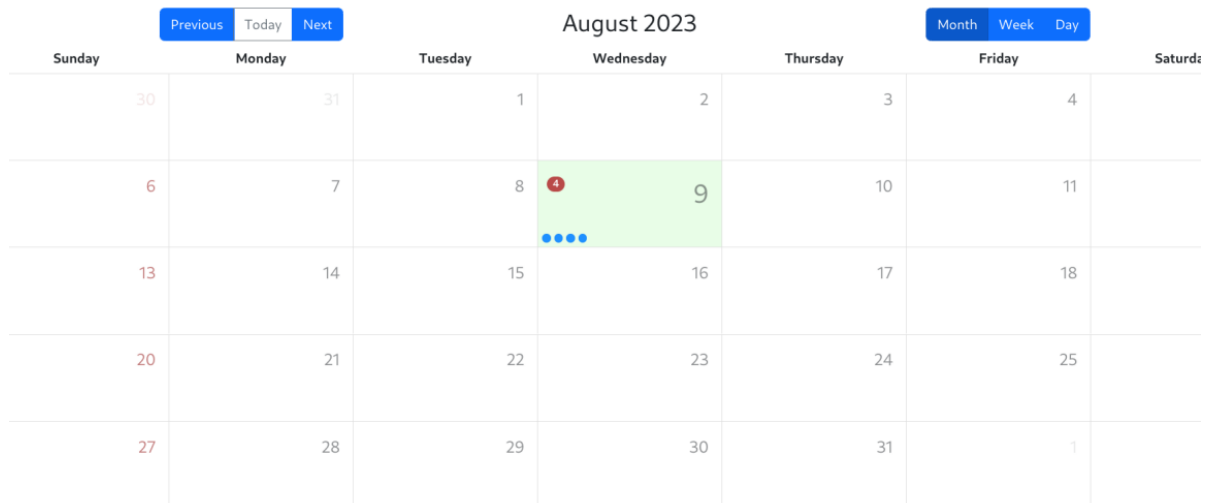 Previous Today Next August 2023 Month Week Day
Sunday Monday Tuesday Wednesday Thursday Friday Saturda
30 31 1 2 3 4
6 7 8 4 9 10 11
13 14 15 16 17 18
20 21 22 23 24 25
27 28 29 30 31 1